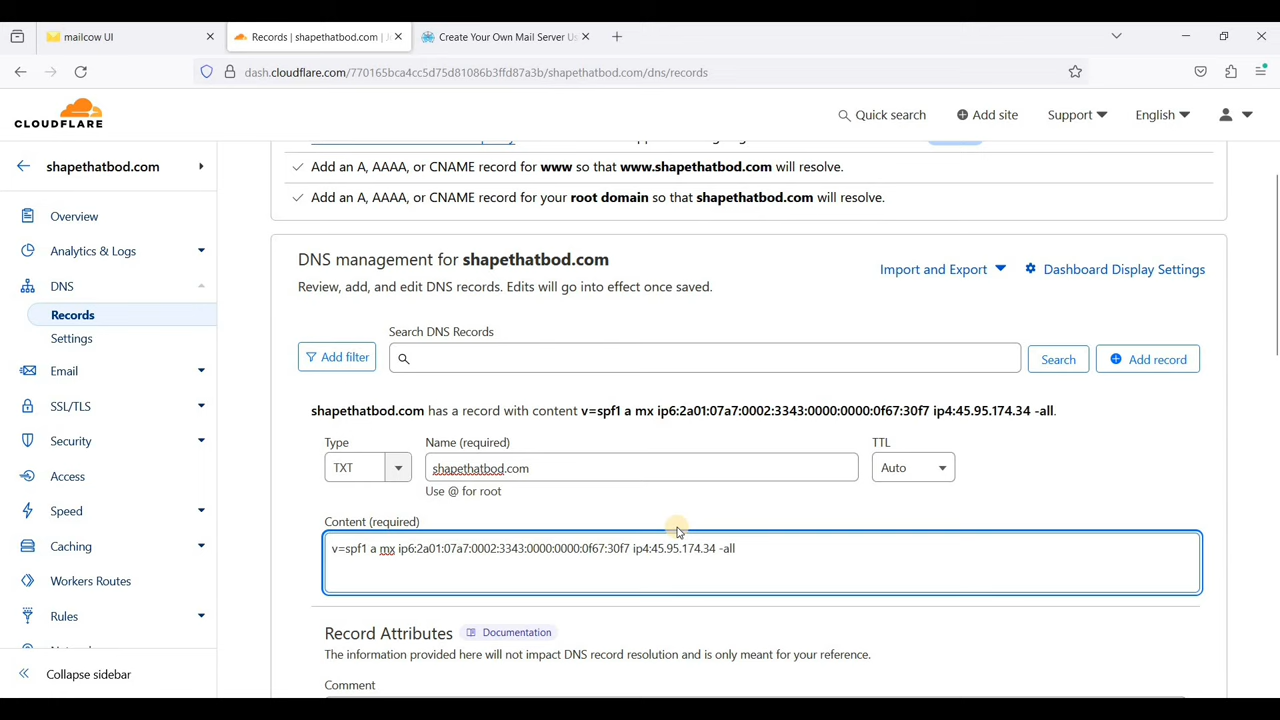 mailcow UI
Records | shapethatbod.com |
Create Your Own Mail Server Us
dash.cloudflare.com/770165bca4cc5d75d81086b3ffd87a3b/shapethatbod.com/dns/records
CLOUDFLARE
Quick search
Add site
Support
English
shapethatbod.com
Overview
Analytics & Logs
DNS
Records
Settings
Email
SSL/TLS
Security
Access
Speed
Caching
Workers Routes
Rules
Collapse sidebar
Add an A, AAAA, or CNAME record for www so that www.shapethatbod.com will resolve.
Add an A, AAAA, or CNAME record for your root domain so that shapethatbod.com will resolve.
DNS management for shapethatbod.com
Review, add, and edit DNS records. Edits will go into effect once saved.
Import and Export
Dashboard Display Settings
Search DNS Records
Add filter
Search
Add record
shapethatbod.com has a record with content v=spf1 a mx ip6:2a01:07a7:0002:3343:0000:0000:0f67:30f7 ip4:45.95.174.34 -all.
Type
Name (required)
TTL
TXT
shapethatbod.com
Auto
Use @ for root
Content (required)
v=spf1 a mx ip6:2a01:07a7:0002:3343:0000:0000:0f67:30f7 ip4:45.95.174.34 -all
Record Attributes
Documentation
The information provided here will not impact DNS record resolution and is only meant for your reference.
Comment